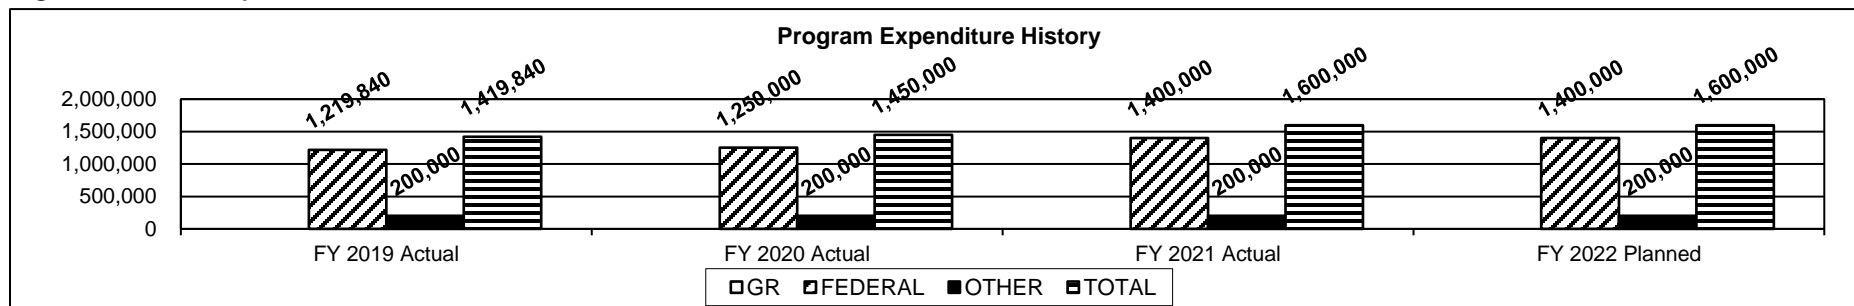 Program Expenditure History
1,219,840
1,419,840
1,250,000
1,450,000
1,400,000
1,600,000
1,400,000
1,600,000
2,000,000
1,500,000
1,000,000
500,000
0
200,000
200,000
200,000
200,000
FY 2019 Actual
FY 2020 Actual
FY 2021 Actual
FY 2022 Planned
GR FEDERAL OTHER TOTAL